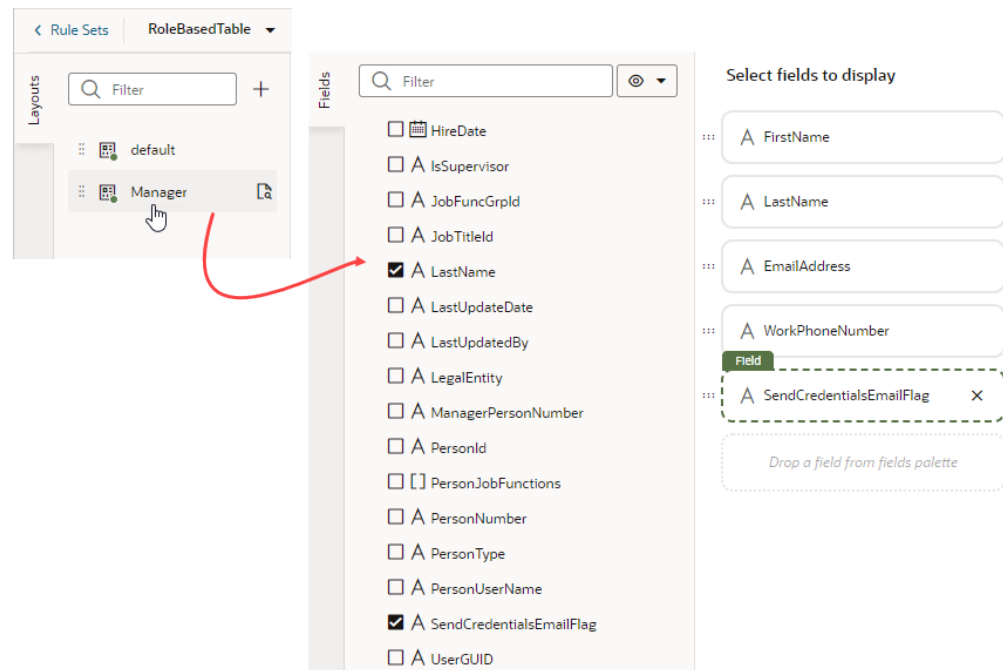 Rule Sets
RoleBasedTable
Layouts
Filter
default
Manager
Fields
Filter
HireDate
IsSupervisor
JobFuncGrpId
JobTitleId
LastName
LastUpdateDate
LastUpdatedBy
LegalEntity
ManagerPersonNumber
PersonId
PersonJobFunctions
PersonNumber
PersonType
PersonUserName
SendCredentialsEmailFlag
UserGUID
Select fields to display
FirstName
LastName
EmailAddress
WorkPhoneNumber
Field
SendCredentialsEmailFlag
Drop a field from fields palette